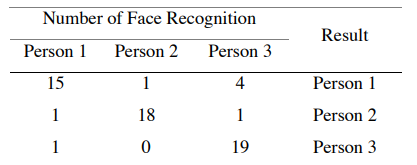 Number of Face Recognition Result
Person 1 Person 2 Person 3
15 1 4 Person 1
1 18 1 Person 2
1 0 19 Person 3